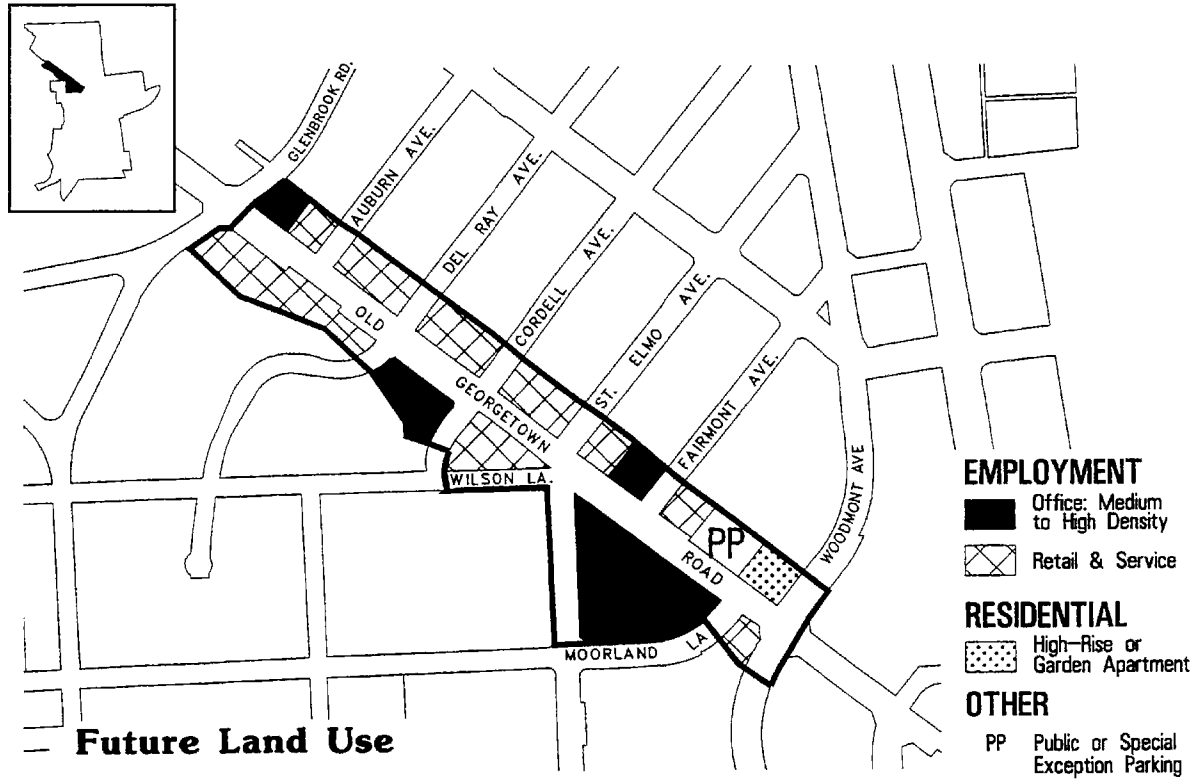 GLENBROOK RD.
AUBURN AVE.
DEL RAY AVE.
CORDELL AVE.
ST. ELMO AVE.
FAIRMONT AVE.
WOODMONT AVE
OLD GEORGETOWN ROAD
WILSON LA.
MOORLAND LA
PP
EMPLOYMENT
Office: Medium
to High Density
Retail & Service
RESIDENTIAL
High-Rise or
Garden Apartment
OTHER
PP Public or Special
Exception Parking
Future Land Use